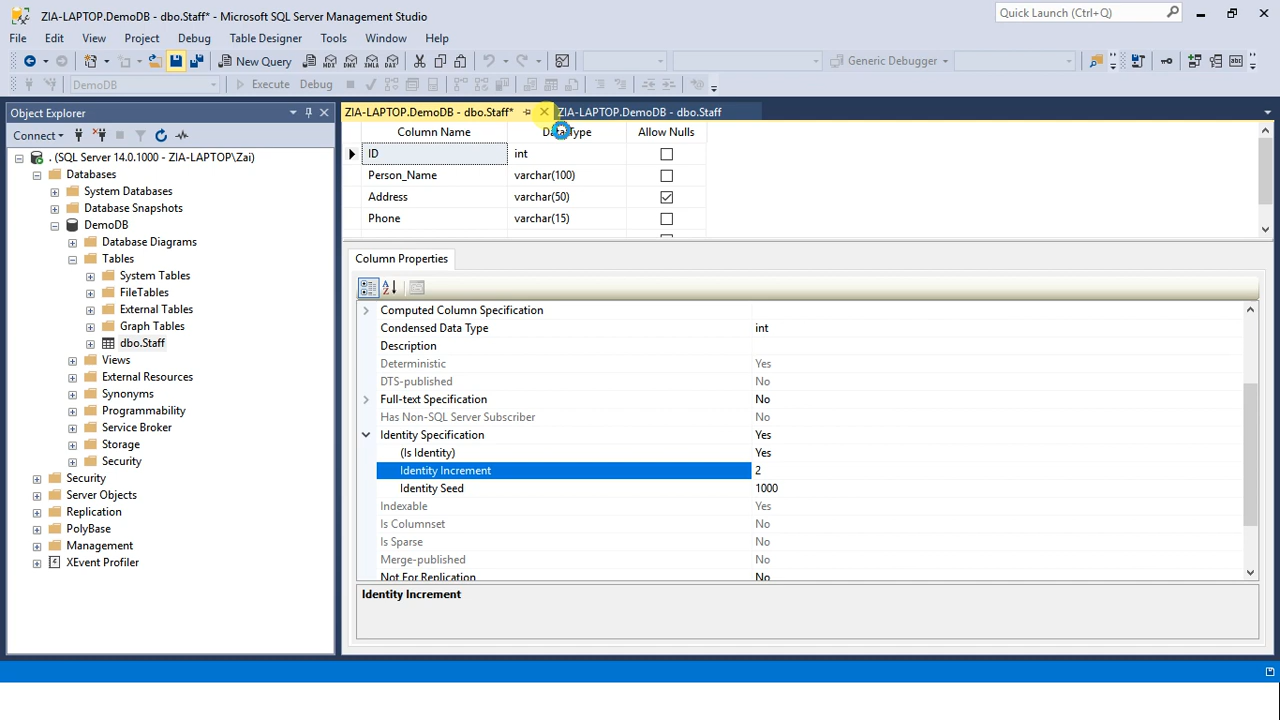 ZIA-LAPTOP.DemoDB - dbo.Staff* - Microsoft SQL Server Management Studio
Quick Launch (Ctrl+Q)
File Edit View Project Debug Table Designer Tools Window Help
New Query
Generic Debugger
DemoDB
Execute Debug
Object Explorer
Connect
. (SQL Server 14.0.1000 - ZIA-LAPTOP\Zai)
Databases
System Databases
Database Snapshots
DemoDB
Database Diagrams
Tables
System Tables
FileTables
External Tables
Graph Tables
dbo.Staff
Views
External Resources
Synonyms
Programmability
Service Broker
Storage
Security
Security
Server Objects
Replication
PolyBase
Management
XEvent Profiler
ZIA-LAPTOP.DemoDB - dbo.Staff* ZIA-LAPTOP.DemoDB - dbo.Staff
Column Name Data Type Allow Nulls
ID int
Person_Name varchar(100)
Address varchar(50)
Phone varchar(15)
Column Properties
Computed Column Specification
Condensed Data Type int
Description
Deterministic Yes
DTS-published No
Full-text Specification No
Has Non-SQL Server Subscriber No
Identity Specification Yes
(Is Identity) Yes
Identity Increment 2
Identity Seed 1000
Indexable Yes
Is Columnset No
Is Sparse No
Merge-published No
Not For Replication No
Identity Increment